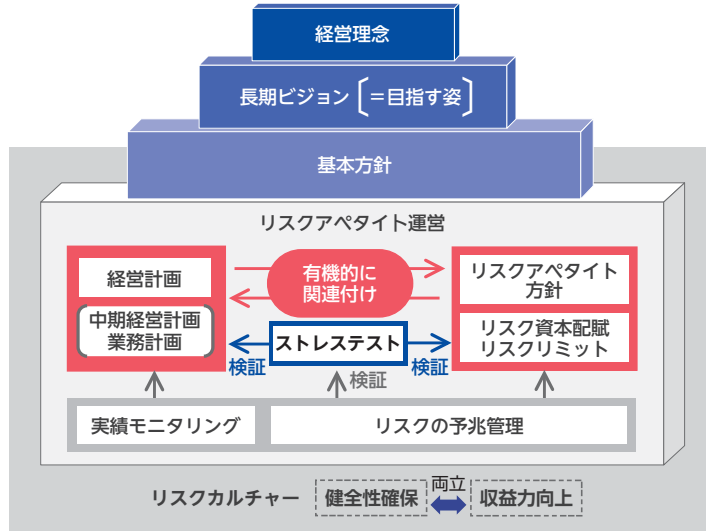 経営理念
長期ビジョン［＝目指す姿］
基本方針
リスクアペタイト運営
経営計画
中期経営計画
業務計画
有機的に
関連付け
リスクアペタイト
方針
リスク資本配賦
リスクリミット
ストレステスト
検証
検証
検証
実績モニタリング
リスクの予兆管理
リスクカルチャー
健全性確保
両立
収益力向上